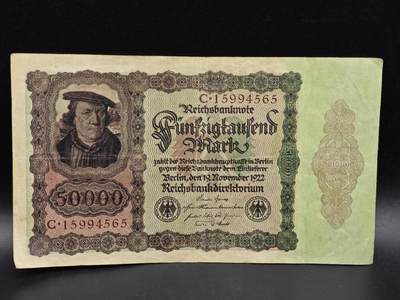 Reichsbanknote
C·15994565
Fünfzigtausend
Mark
zahlt die Reichsbankhauptkasse in Berlin
gegen diese Banknote dem Einlieferer
Berlin, den 19. November 1922
Reichsbankdirektorium
50000
C·15994565